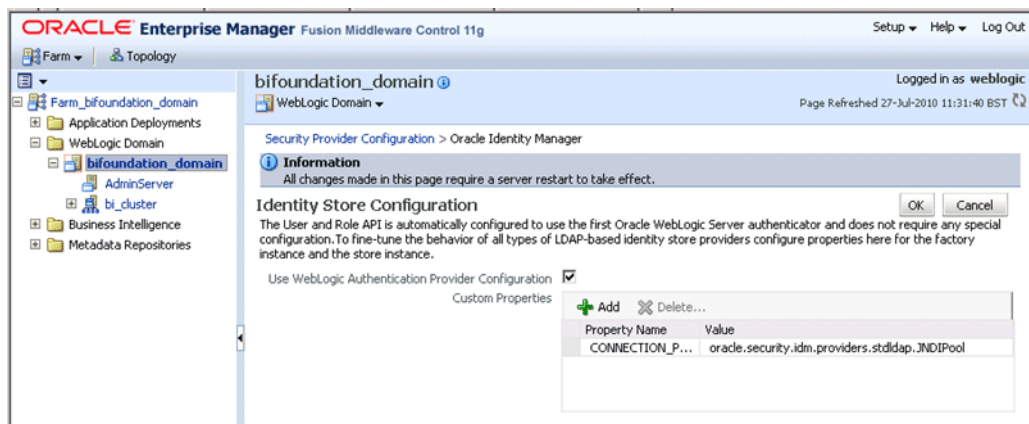 ORACLE Enterprise Manager Fusion Middleware Control 11g
Setup Help Log Out
Farm Topology
bifoundation_domain
Logged in as weblogic
WebLogic Domain
Page Refreshed 27-Jul-2010 11:31:40 BST
Farm_bifoundation_domain
Application Deployments
WebLogic Domain
bifoundation_domain
AdminServer
bi_cluster
Business Intelligence
Metadata Repositories
Security Provider Configuration > Oracle Identity Manager
Information
All changes made in this page require a server restart to take effect.
Identity Store Configuration
OK Cancel
The User and Role API is automatically configured to use the first Oracle WebLogic Server authenticator and does not require any special
configuration.To fine-tune the behavior of all types of LDAP-based identity store providers configure properties here for the factory
instance and the store instance.
Use WebLogic Authentication Provider Configuration
Custom Properties
Add Delete...
Property Name Value
CONNECTION_P... oracle.security.idm.providers.stdldap.JNDIPool